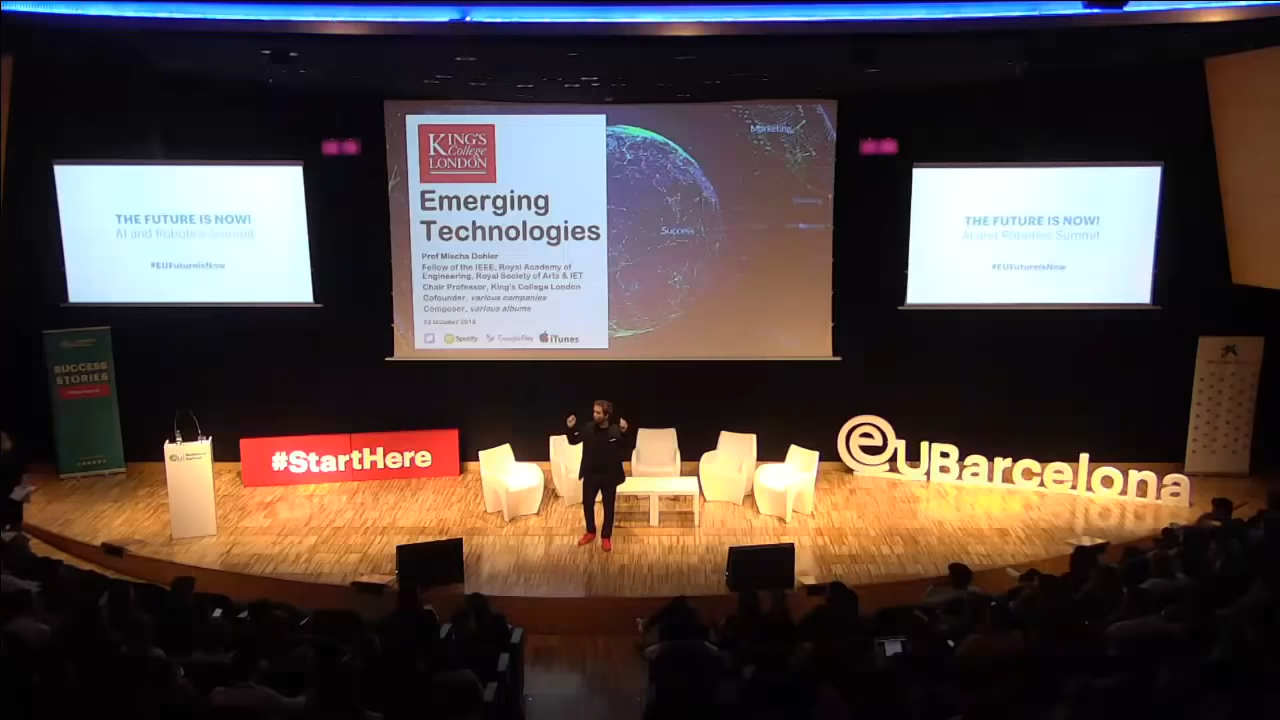 THE FUTURE IS NOW!
AI and Robotics Summit
#EUFutureisNow
KING'S
College
LONDON
Emerging
Technologies
Prof Mischa Dohler
Fellow of the IEEE, Royal Academy of
Engineering, Royal Society of Arts & IET
Chair Professor, King's College London
Cofounder, various companies
Composer, various albums
Spotify
Google Play
iTunes
Marketing
Success
THE FUTURE IS NOW!
AI and Robotics Summit
#EUFutureisNow
SUCCESS
STORIES
#StartHere
eUBarcelona